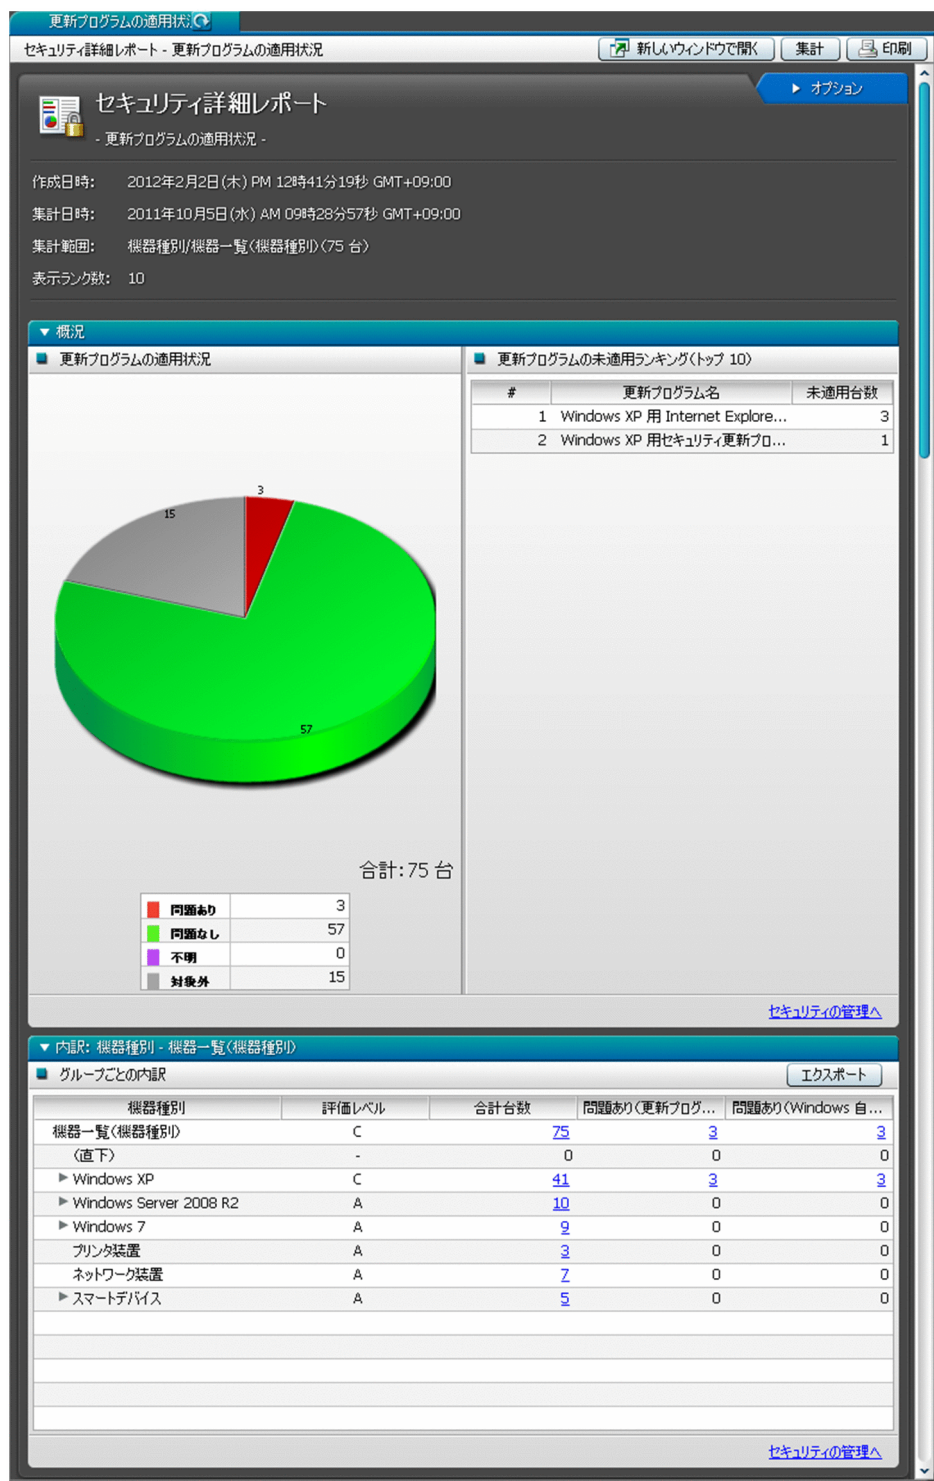 更新プログラムの適用状況
セキュリティ詳細レポート - 更新プログラムの適用状況
新しいウィンドウで開く
集計
印刷
オプション
セキュリティ詳細レポート
- 更新プログラムの適用状況 -
作成日時: 2012年2月2日(木) PM 12時41分19秒 GMT+09:00
集計日時: 2011年10月5日(水) AM 09時28分57秒 GMT+09:00
集計範囲: 機器種別/機器一覧(機器種別)(75 台)
表示ランク数: 10
▼ 概況
更新プログラムの適用状況
3
15
57
合計:75 台
問題あり 3
問題なし 57
不明 0
対象外 15
更新プログラムの未適用ランキング(トップ 10)
# 更新プログラム名 未適用台数
1 Windows XP 用 Internet Explore... 3
2 Windows XP 用セキュリティ更新プロ... 1
セキュリティの管理へ
▼ 内訳: 機器種別 - 機器一覧(機器種別)
グループごとの内訳
エクスポート
機器種別 評価レベル 合計台数 問題あり(更新プログ... 問題あり(Windows 自...
機器一覧(機器種別) C 75 3 3
(直下) - 0 0 0
Windows XP C 41 3 3
Windows Server 2008 R2 A 10 0 0
Windows 7 A 9 0 0
プリンタ装置 A 3 0 0
ネットワーク装置 A 7 0 0
スマートデバイス A 5 0 0
セキュリティの管理へ